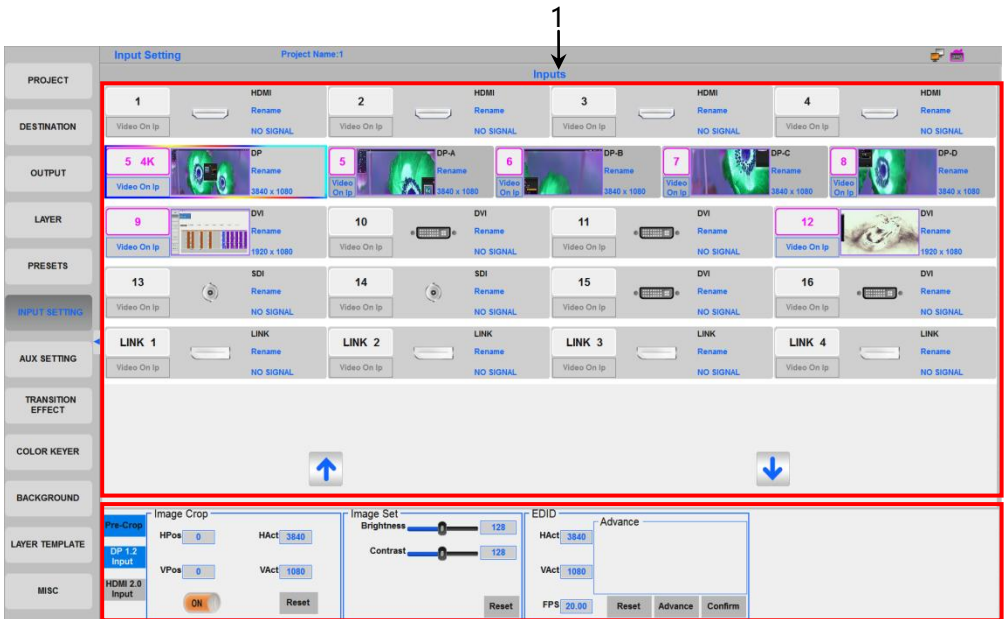 1
Input Setting Project Name:1
Inputs
PROJECT
DESTINATION
OUTPUT
LAYER
PRESETS
INPUT SETTING
AUX SETTING
TRANSITION
EFFECT
COLOR KEYER
BACKGROUND
LAYER TEMPLATE
MISC
1 HDMI 2 HDMI 3 HDMI 4 HDMI
Rename Rename Rename Rename
Video On Ip NO SIGNAL Video On Ip NO SIGNAL Video On Ip NO SIGNAL Video On Ip NO SIGNAL
5 4K DP 5 DP-A 6 DP-B 7 DP-C 8 DP-D
Rename Rename Rename Rename Rename
Video On Ip 3840 x 1080 Video On Ip 3840 x 1080 Video On Ip 3840 x 1080 Video On Ip 3840 x 1080 Video On Ip 3840 x 1080
9 DVI 10 DVI 11 DVI 12 DVI
Rename Rename Rename Rename
Video On Ip 1920 x 1080 Video On Ip NO SIGNAL Video On Ip NO SIGNAL Video On Ip 1920 x 1080
13 SDI 14 SDI 15 DVI 16 DVI
Rename Rename Rename Rename
Video On Ip NO SIGNAL Video On Ip NO SIGNAL Video On Ip NO SIGNAL Video On Ip NO SIGNAL
LINK 1 LINK LINK 2 LINK LINK 3 LINK LINK 4 LINK
Rename Rename Rename Rename
Video On Ip NO SIGNAL Video On Ip NO SIGNAL Video On Ip NO SIGNAL Video On Ip NO SIGNAL
Pre-Crop
DP 1.2
Input
HDMI 2.0
Input
Image Crop
HPos 0 HAct 3840
VPos 0 VAct 1080
ON Reset
Image Set
Brightness 128
Contrast 128
Reset
EDID
HAct 3840
VAct 1080
FPS 20.00
Advance
Reset Advance Confirm